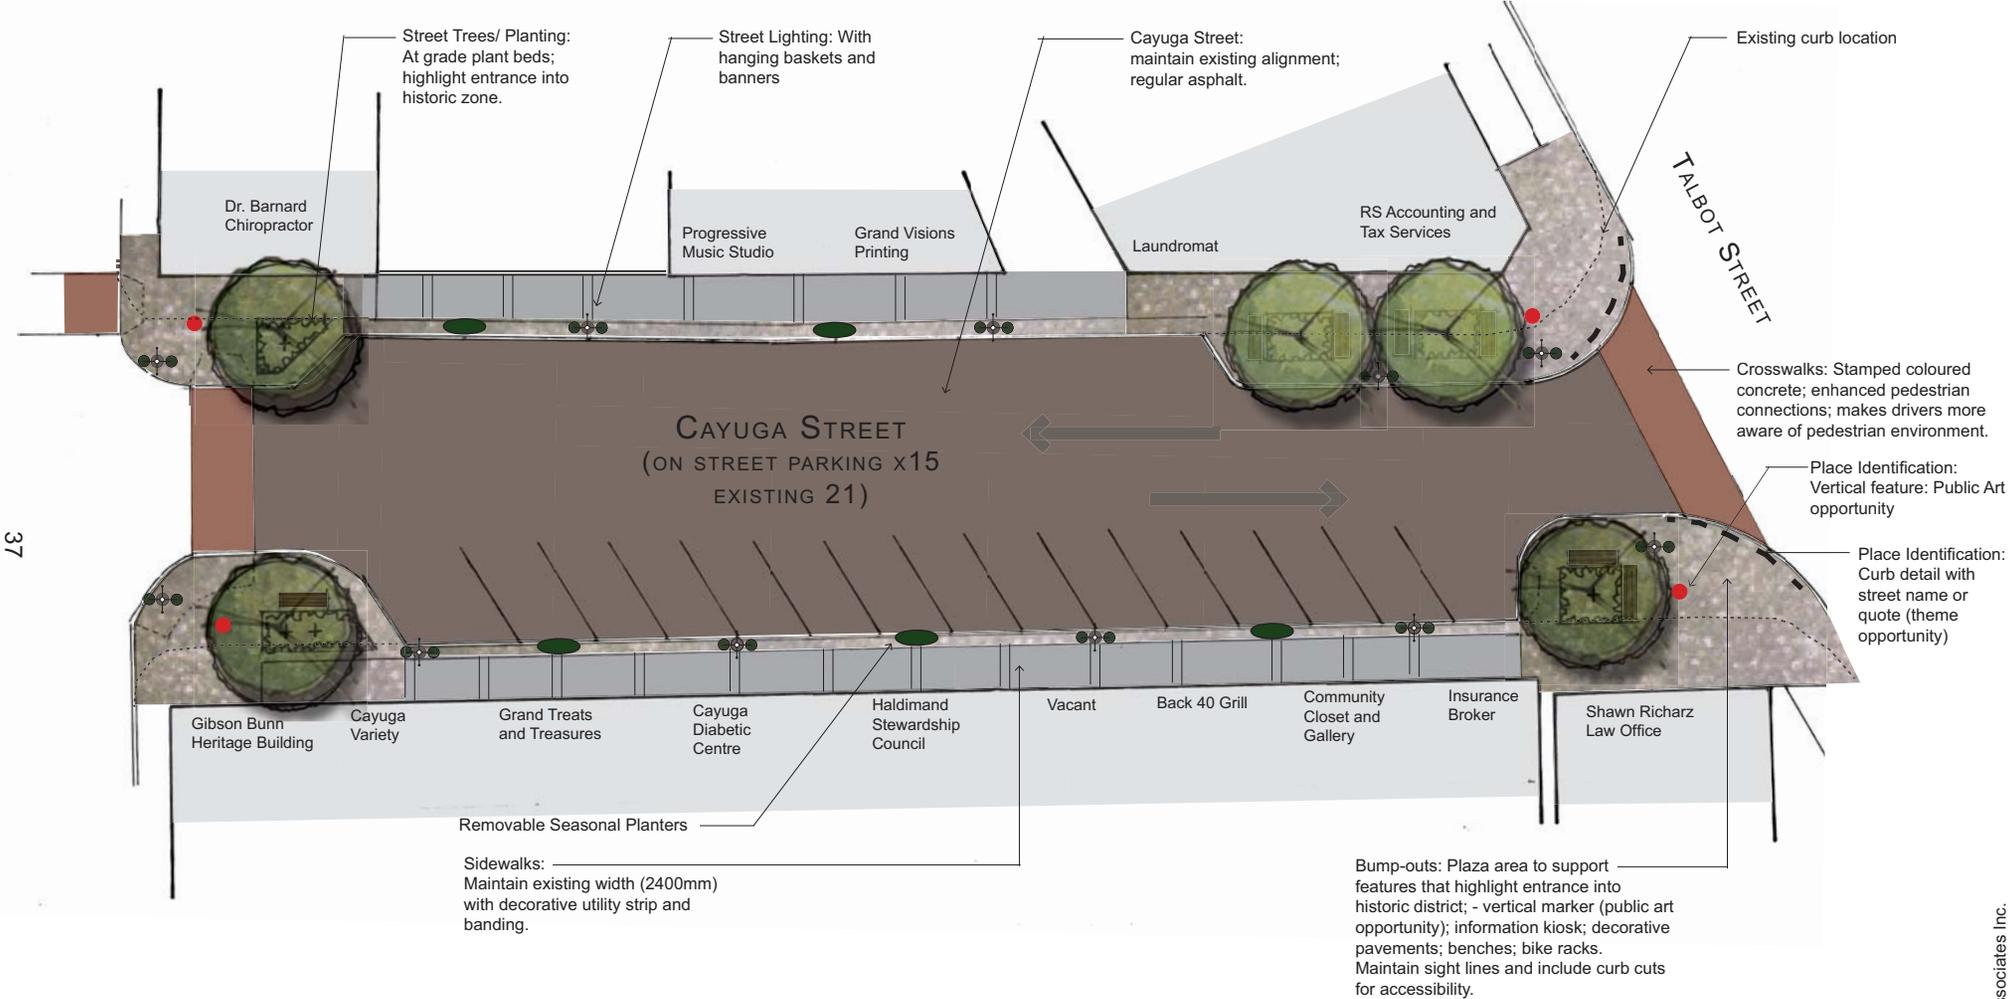 Street Trees/ Planting:
At grade plant beds;
highlight entrance into
historic zone.
Street Lighting: With
hanging baskets and
banners
Cayuga Street:
maintain existing alignment;
regular asphalt.
Existing curb location
Talbot Street
Dr. Barnard
Chiropractor
Progressive
Music Studio
Grand Visions
Printing
Laundromat
RS Accounting and
Tax Services
Crosswalks: Stamped coloured
concrete; enhanced pedestrian
connections; makes drivers more
aware of pedestrian environment.
Cayuga Street
(on street parking x15
existing 21)
Place Identification:
Vertical feature: Public Art
opportunity
Place Identification:
Curb detail with
street name or
quote (theme
opportunity)
37
Gibson Bunn
Heritage Building
Cayuga
Variety
Grand Treats
and Treasures
Cayuga
Diabetic
Centre
Haldimand
Stewardship
Council
Vacant
Back 40 Grill
Community
Closet and
Gallery
Insurance
Broker
Shawn Richarz
Law Office
Removable Seasonal Planters
Sidewalks:
Maintain existing width (2400mm)
with decorative utility strip and
banding.
Bump-outs: Plaza area to support
features that highlight entrance into
historic district; - vertical marker (public art
opportunity); information kiosk; decorative
pavements; benches; bike racks.
Maintain sight lines and include curb cuts
for accessibility.
sociates Inc.